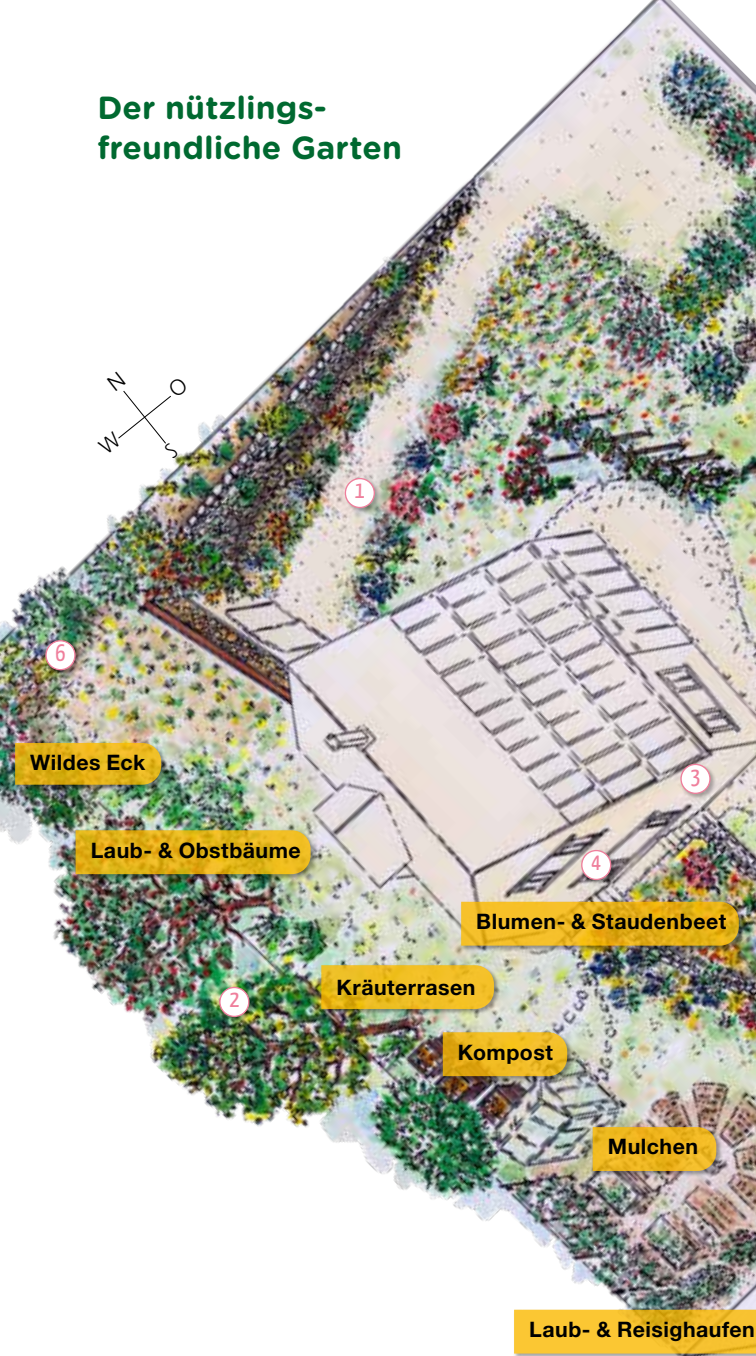 Der nützlings-
freundliche Garten
N
O
W
S
1
6
Wildes Eck
3
Laub- & Obstbäume
4
Blumen- & Staudenbeet
Kräuterrasen
2
Kompost
Mulchen
Laub- & Reisighaufen